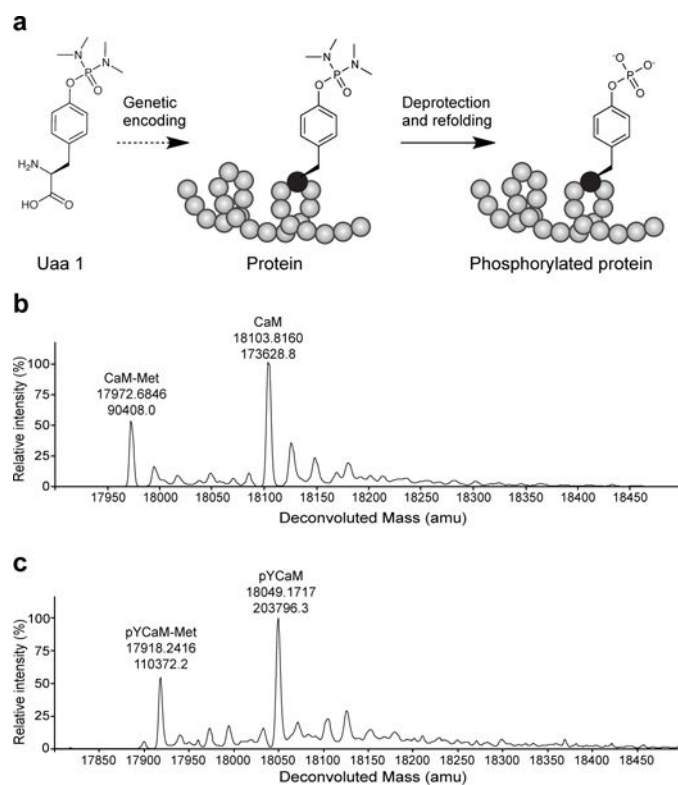 a
N
P
N
O
O
H₂N
HO
O
Uaa 1
Genetic
encoding
N
P
N
O
O
Protein
Deprotection
and refolding
⁻O
O⁻
P
O
O
Phosphorylated protein
b
Relative intensity (%)
100
75
50
25
0
CaM-Met
17972.6846
90408.0
CaM
18103.8160
173628.8
17950 18000 18050 18100 18150 18200 18250 18300 18350 18400 18450
Deconvoluted Mass (amu)
c
Relative intensity (%)
100
75
50
25
0
pYCaM-Met
17918.2416
110372.2
pYCaM
18049.1717
203796.3
17850 17900 17950 18000 18050 18100 18150 18200 18250 18300 18350 18400 18450
Deconvoluted Mass (amu)